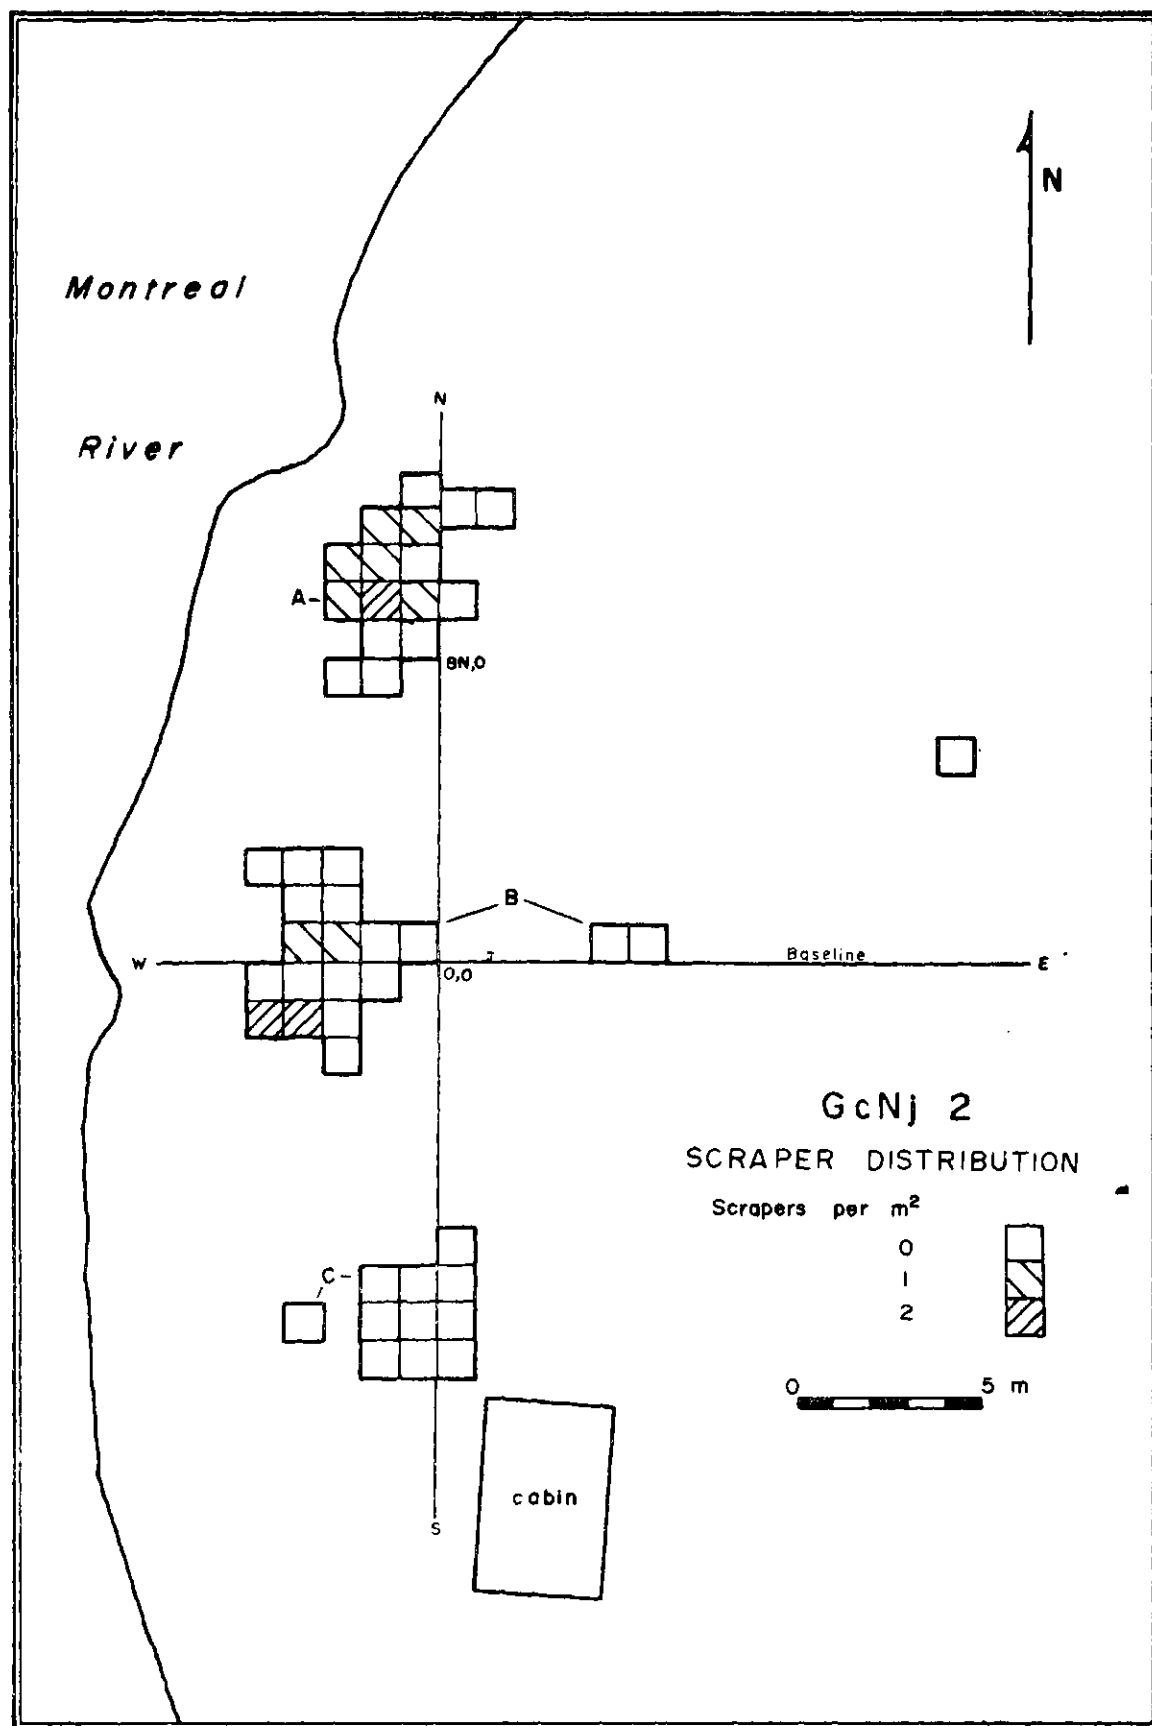 N
Montreal
N
River
A-
8N,0
B
W
Baseline
E
0,0
GcNj 2
SCRAPER DISTRIBUTION
Scrapers per m²
0
1
2
C-
0 5 m
cabin
S